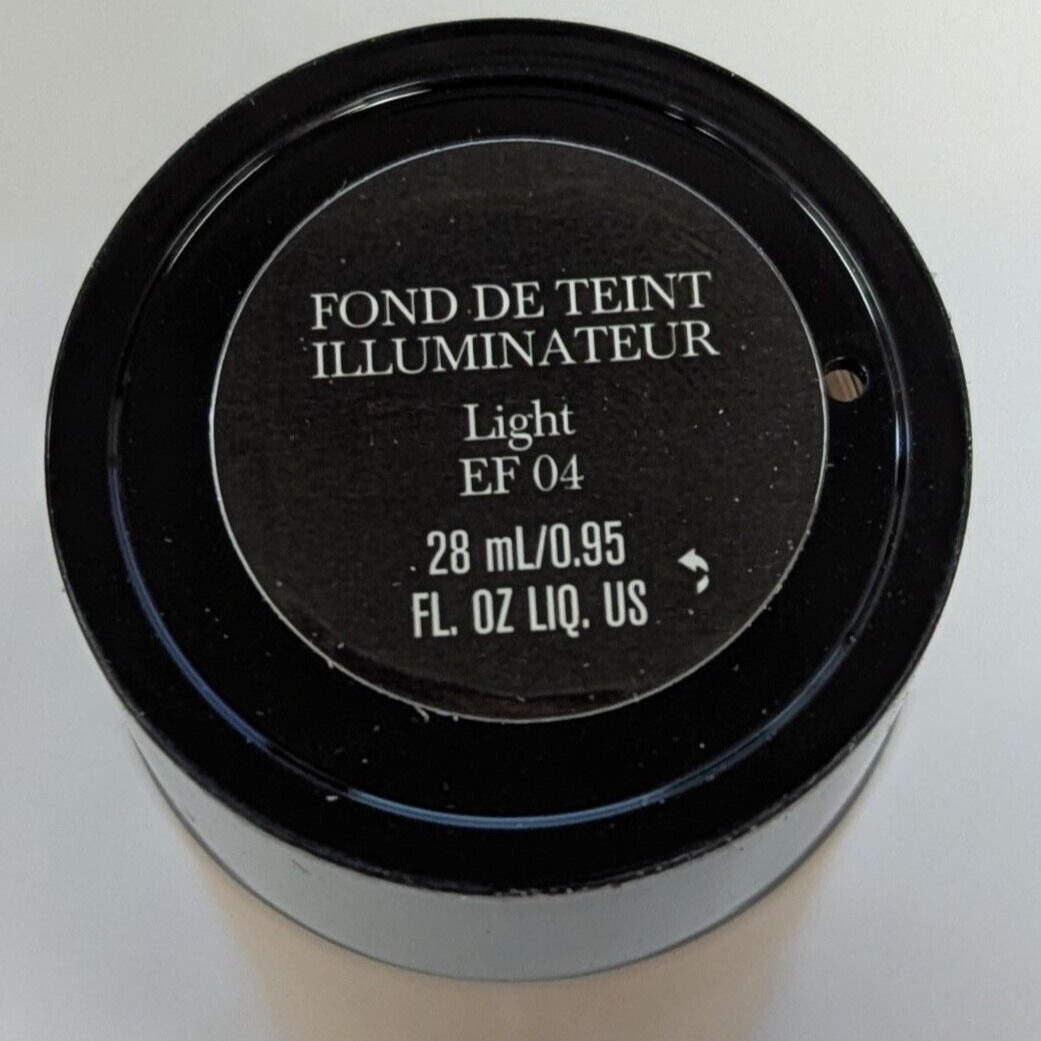 FOND DE TEINT
ILLUMINATEUR
Light
EF 04
28 mL/0.95
FL. OZ LIQ. US